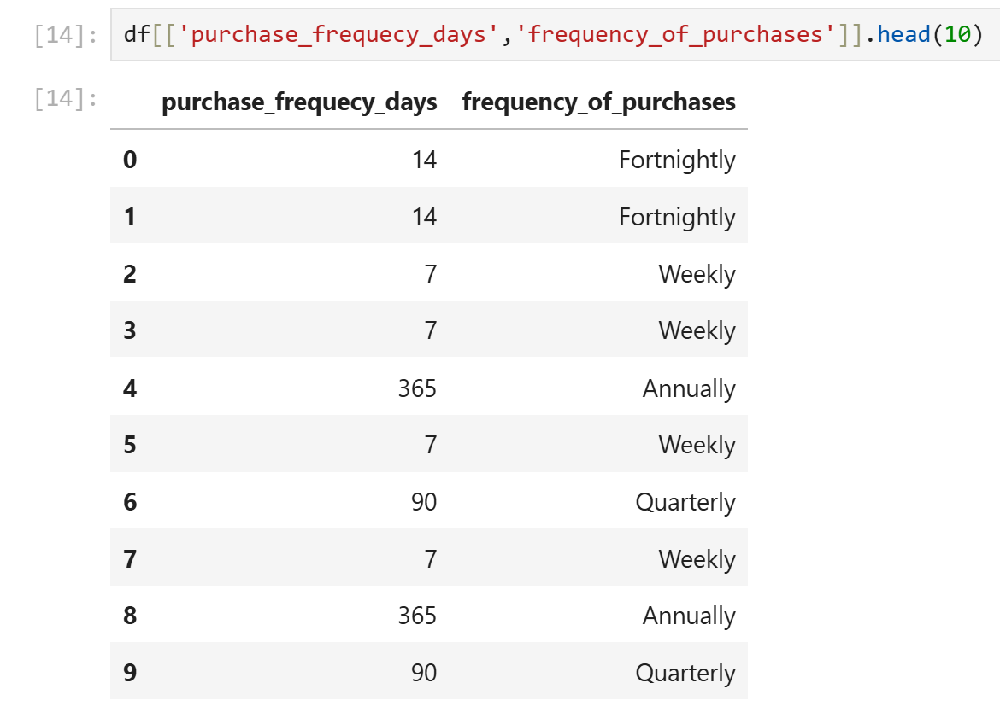 [14]: df[['purchase_frequecy_days','frequency_of_purchases']].head(10)
[14]: purchase_frequecy_days frequency_of_purchases
0 14 Fortnightly
1 14 Fortnightly
2 7 Weekly
3 7 Weekly
4 365 Annually
5 7 Weekly
6 90 Quarterly
7 7 Weekly
8 365 Annually
9 90 Quarterly